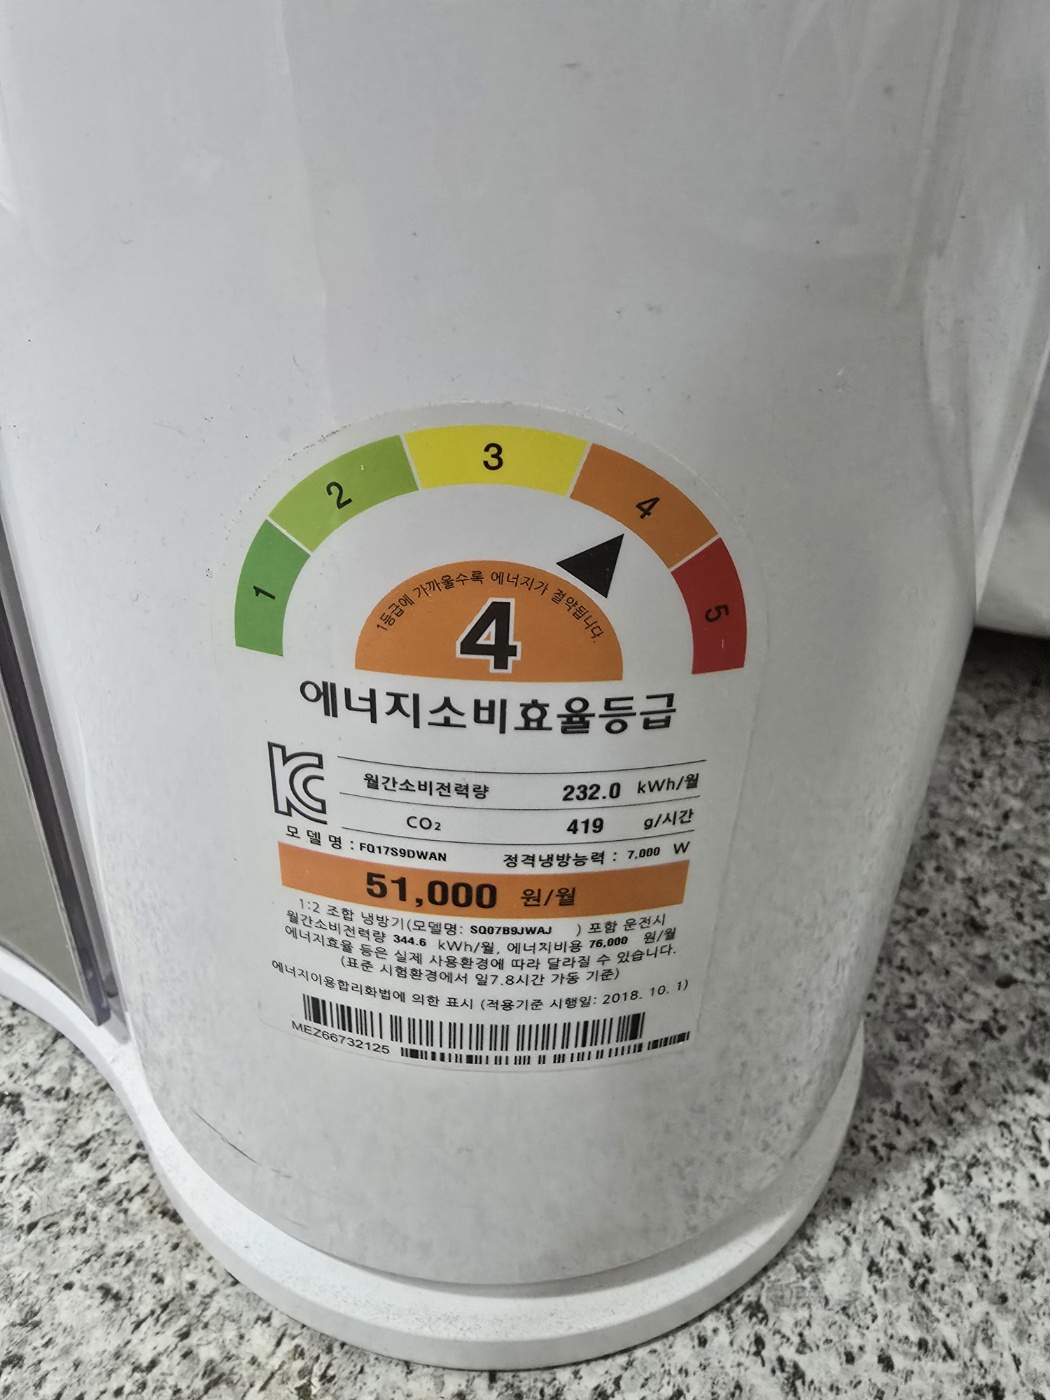 1
2
3
4
5
1등급에 가까울수록 에너지가 절약됩니다.
4
에너지소비효율등급
KC
월간소비전력량 232.0 kWh/월
CO₂ 419 g/시간
모델명 : FQ17S9DWAN 정격냉방능력 : 7,000 W
51,000 원/월
1:2 조합 냉방기(모델명: SQ07B9JWAJ ) 포함 운전시
월간소비전력량 344.6 kWh/월, 에너지비용 76,000 원/월
에너지효율 등은 실제 사용환경에 따라 달라질 수 있습니다.
(표준 시험환경에서 일7.8시간 가동 기준)
에너지이용합리화법에 의한 표시 (적용기준 시행일: 2018. 10. 1)
MEZ66732125